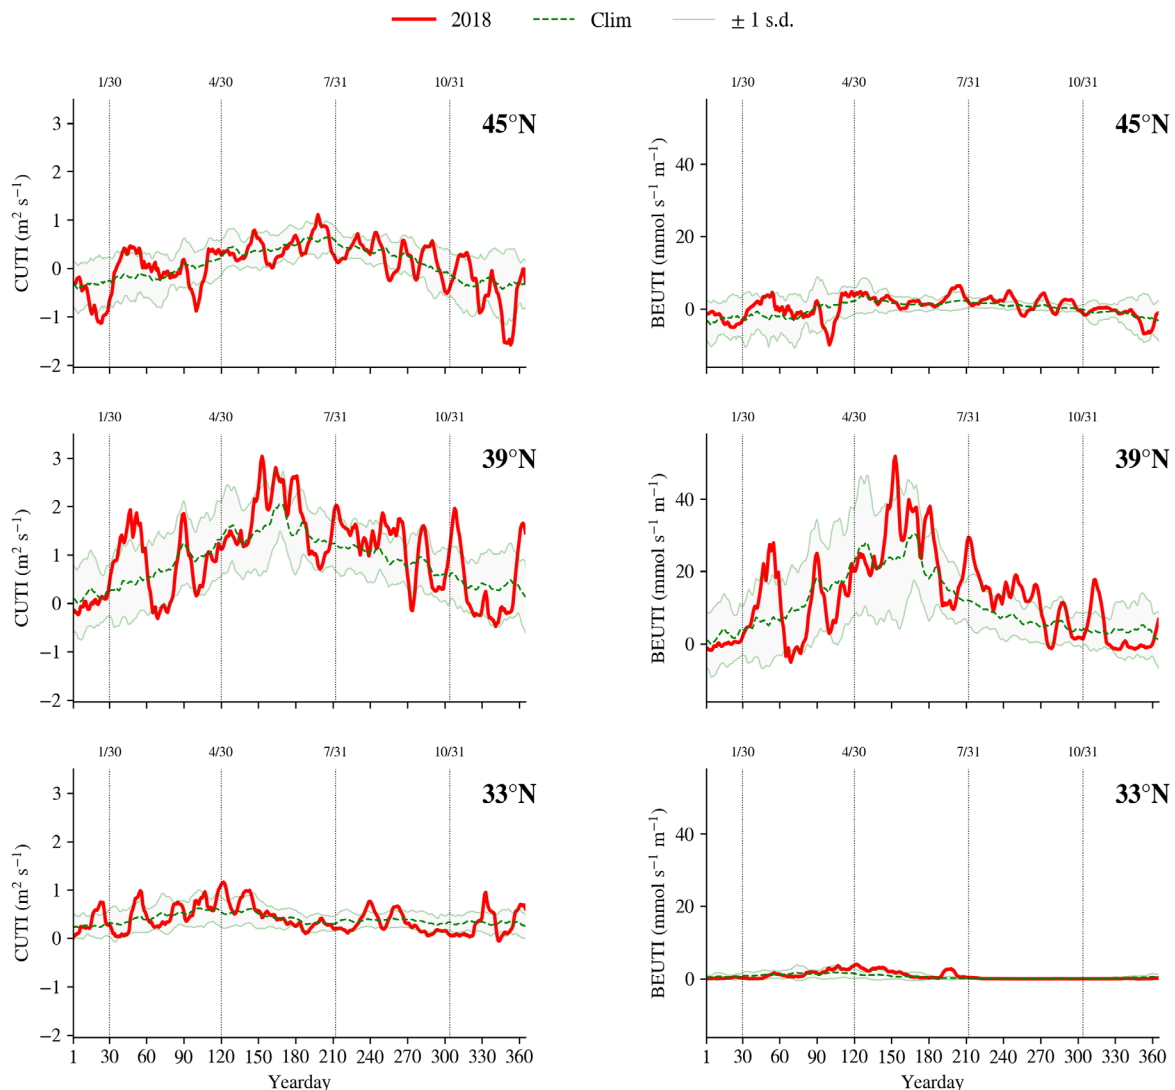 2018 Clim ± 1 s.d.
1/30 4/30 7/31 10/31
45°N
CUTI (m² s⁻¹)
3
2
1
0
−1
−2
1/30 4/30 7/31 10/31
45°N
BEUTI (mmol s⁻¹ m⁻¹)
40
20
0
1/30 4/30 7/31 10/31
39°N
CUTI (m² s⁻¹)
3
2
1
0
−1
−2
1/30 4/30 7/31 10/31
39°N
BEUTI (mmol s⁻¹ m⁻¹)
40
20
0
1/30 4/30 7/31 10/31
33°N
CUTI (m² s⁻¹)
3
2
1
0
−1
−2
1 30 60 90 120 150 180 210 240 270 300 330 360
Yearday
1/30 4/30 7/31 10/31
33°N
BEUTI (mmol s⁻¹ m⁻¹)
40
20
0
1 30 60 90 120 150 180 210 240 270 300 330 360
Yearday